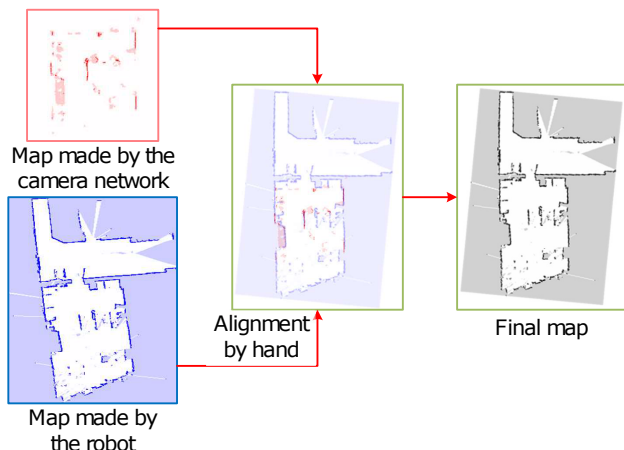 Map made by the
camera network
Alignment
by hand
Final map
Map made by
the robot